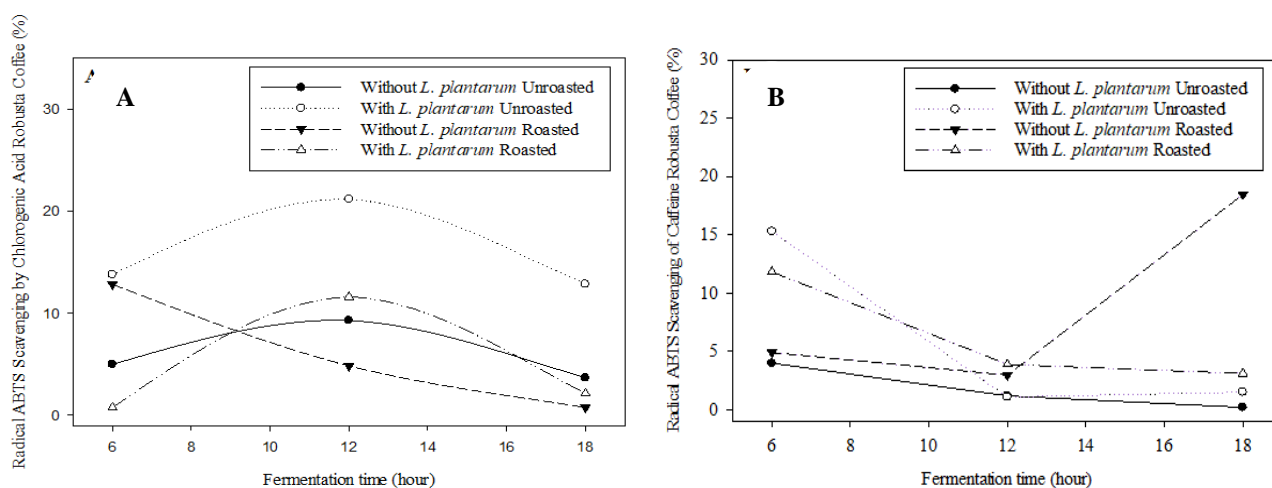 Radical ABTS Scavenging by Chlorogenic Acid Robusta Coffee (%)
A
Without L. plantarum Unroasted
With L. plantarum Unroasted
Without L. plantarum Roasted
With L. plantarum Roasted
30
20
10
0
6 8 10 12 14 16 18
Fermentation time (hour)
Radical ABTS Scavenging of Caffeine Robusta Coffee (%)
B
Without L. plantarum Unroasted
With L. plantarum Unroasted
Without L. plantarum Roasted
With L. plantarum Roasted
30
25
20
15
10
5
0
6 8 10 12 14 16 18
Fermentation time (hour)